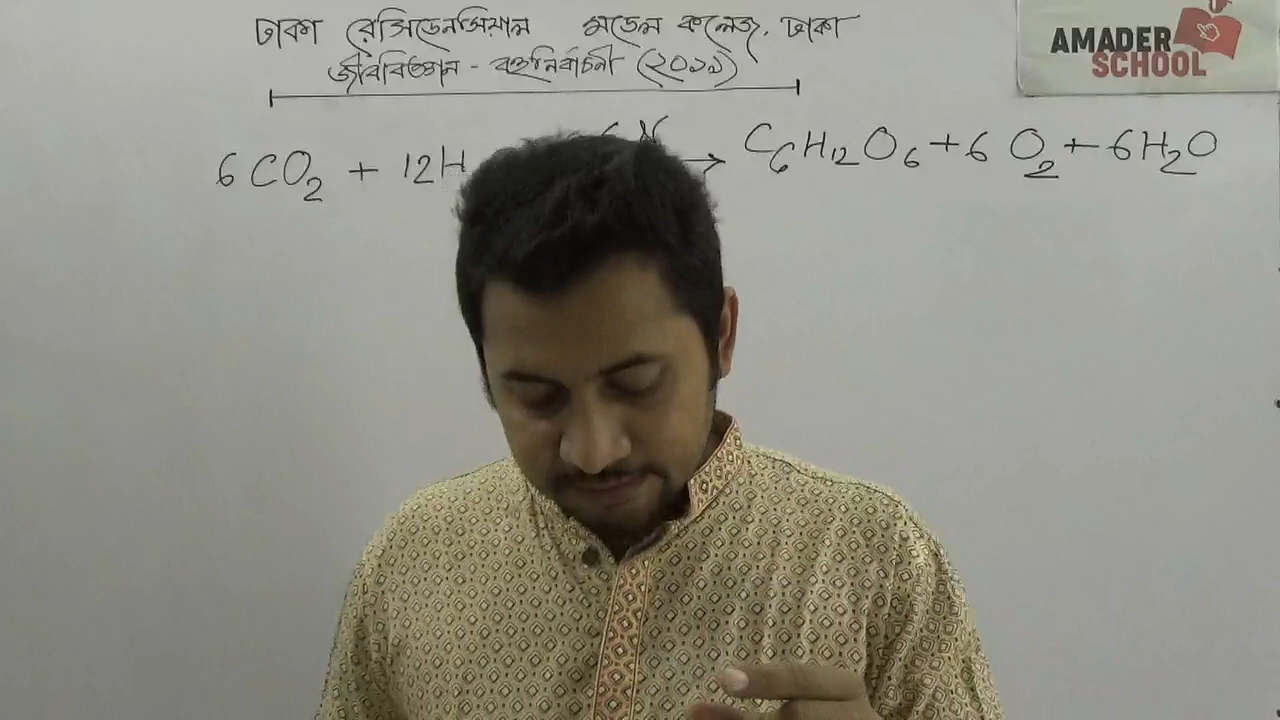 ঢাকা রেসিডেনসিয়াল মডেল কলেজ, ঢাকা
জীববিজ্ঞান - বহুনির্বাচনী (২০১৯)
AMADER
SCHOOL
6CO₂ + 12H → C₆H₁₂O₆ + 6O₂ + 6H₂O